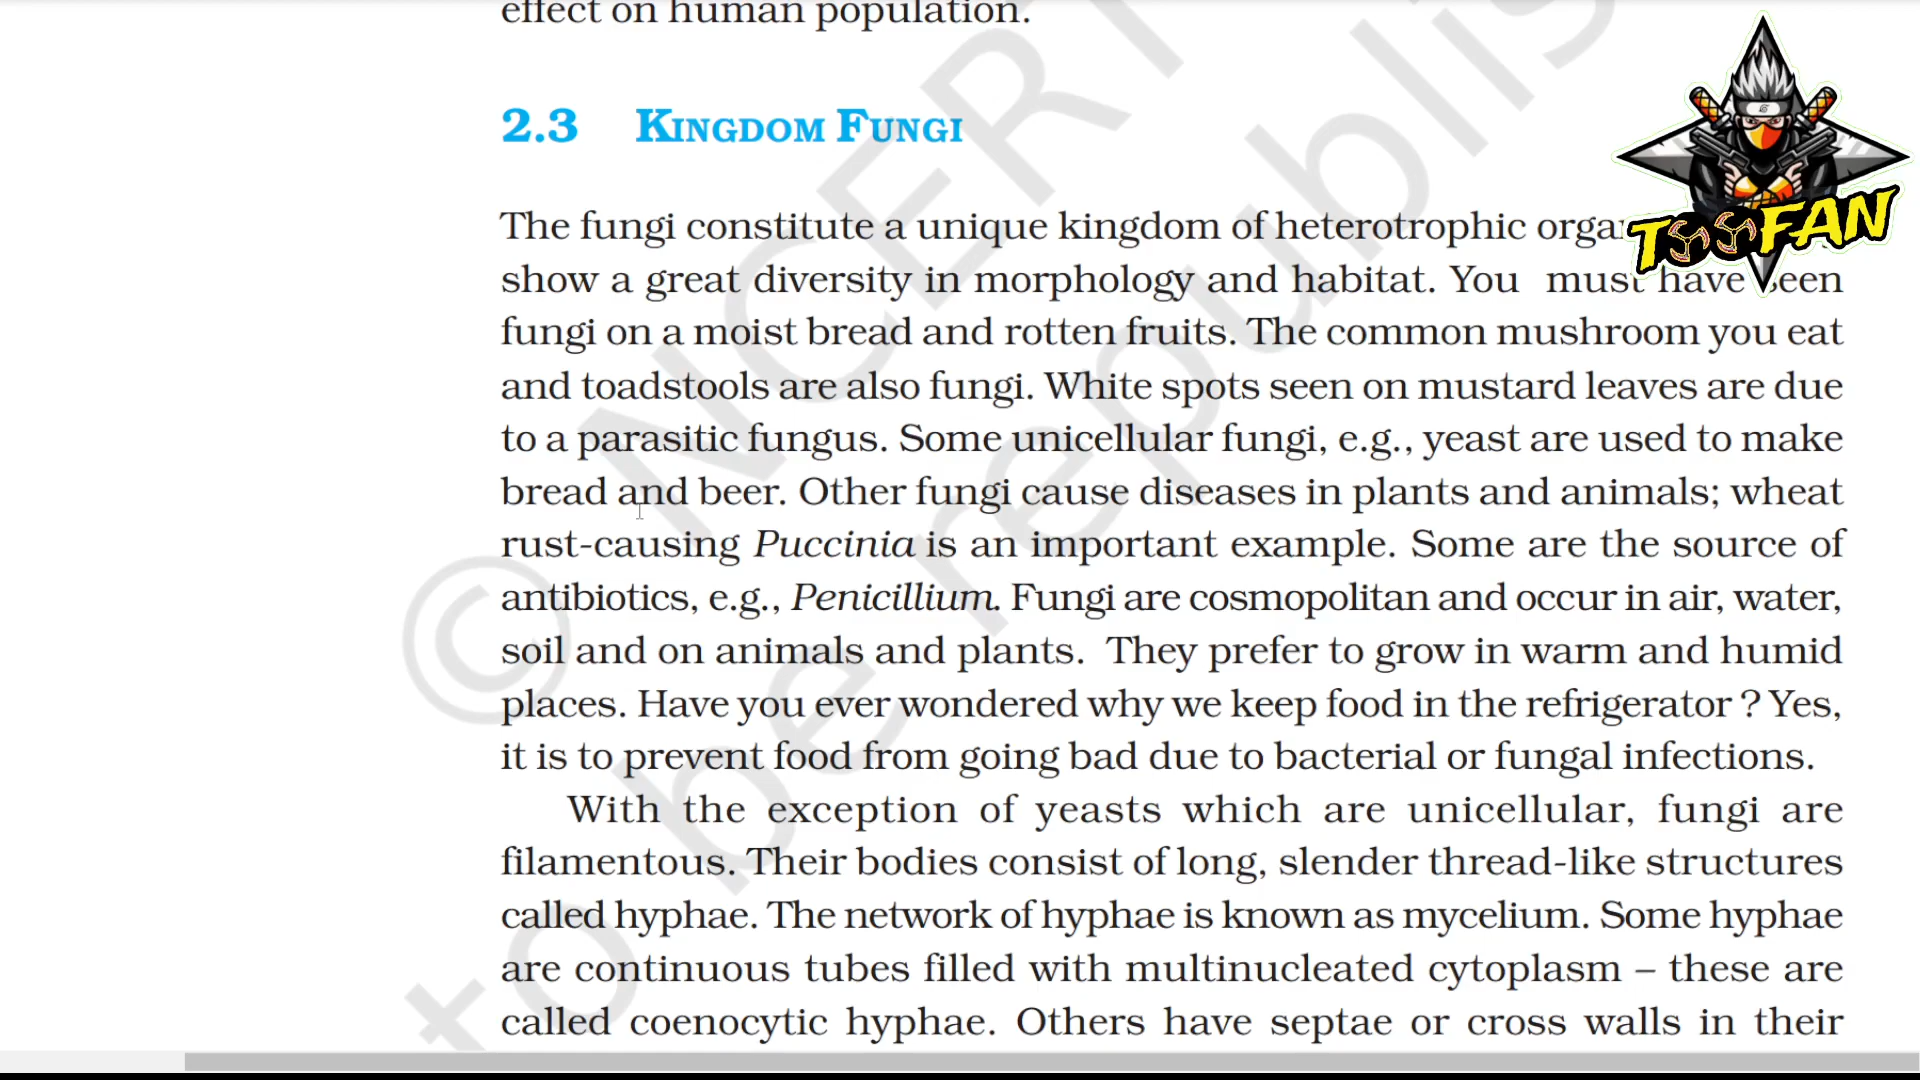 effect on human population.
2.3 KINGDOM FUNGI
The fungi constitute a unique kingdom of heterotrophic
show a great diversity in morphology and habitat. You must have seen
fungi on a moist bread and rotten fruits. The common mushroom you eat
and toadstools are also fungi. White spots seen on mustard leaves are due
to a parasitic fungus. Some unicellular fungi, e.g., yeast are used to make
bread and beer. Other fungi cause diseases in plants and animals; wheat
rust-causing Puccinia is an important example. Some are the source of
antibiotics, e.g., Penicillium. Fungi are cosmopolitan and occur in air, water,
soil and on animals and plants. They prefer to grow in warm and humid
places. Have you ever wondered why we keep food in the refrigerator ? Yes,
it is to prevent food from going bad due to bacterial or fungal infections.
With the exception of yeasts which are unicellular, fungi are
filamentous. Their bodies consist of long, slender thread-like structures
called hyphae. The network of hyphae is known as mycelium. Some hyphae
are continuous tubes filled with multinucleated cytoplasm – these are
called coenocytic hyphae. Others have septae or cross walls in their
TOOFAN
© NCERT
to be republis